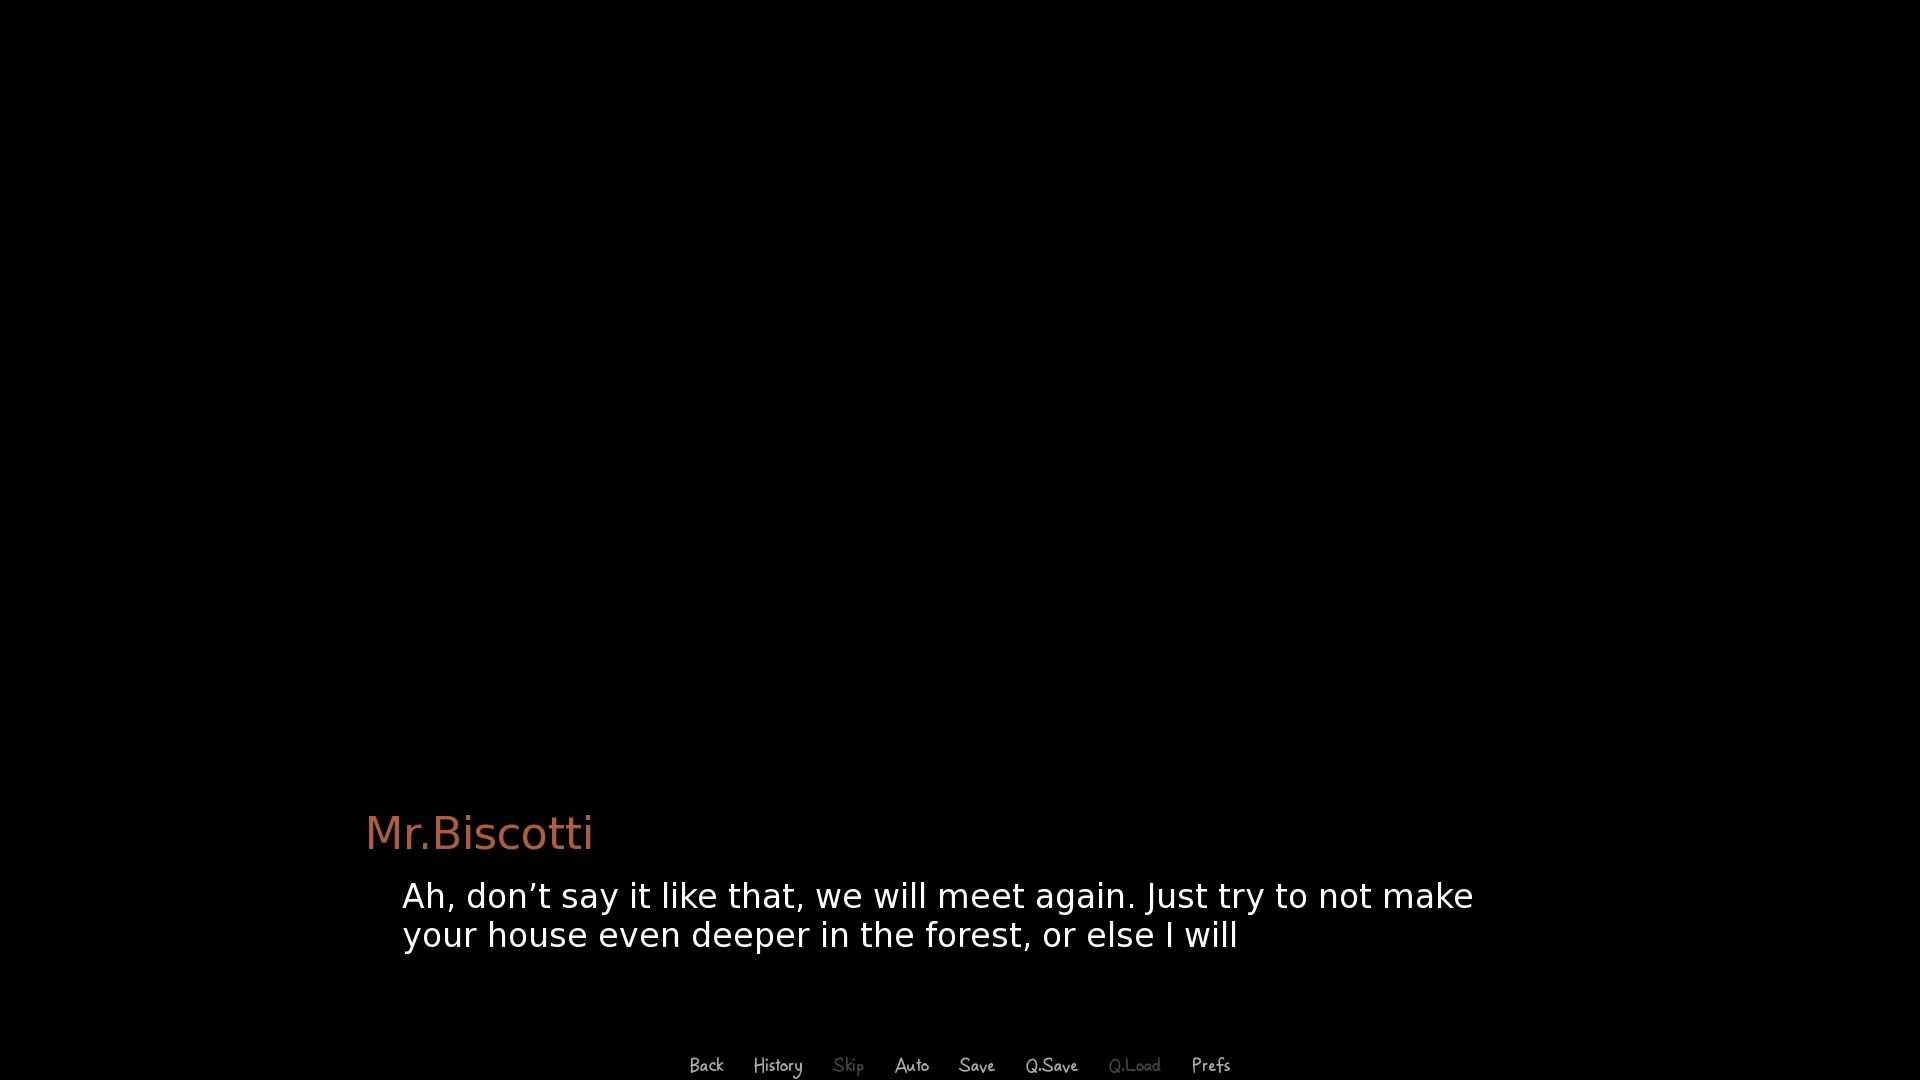 Mr.Biscotti
Ah, don’t say it like that, we will meet again. Just try to not make
your house even deeper in the forest, or else I will
Back History Skip Auto Save Q.Save Q.Load Prefs